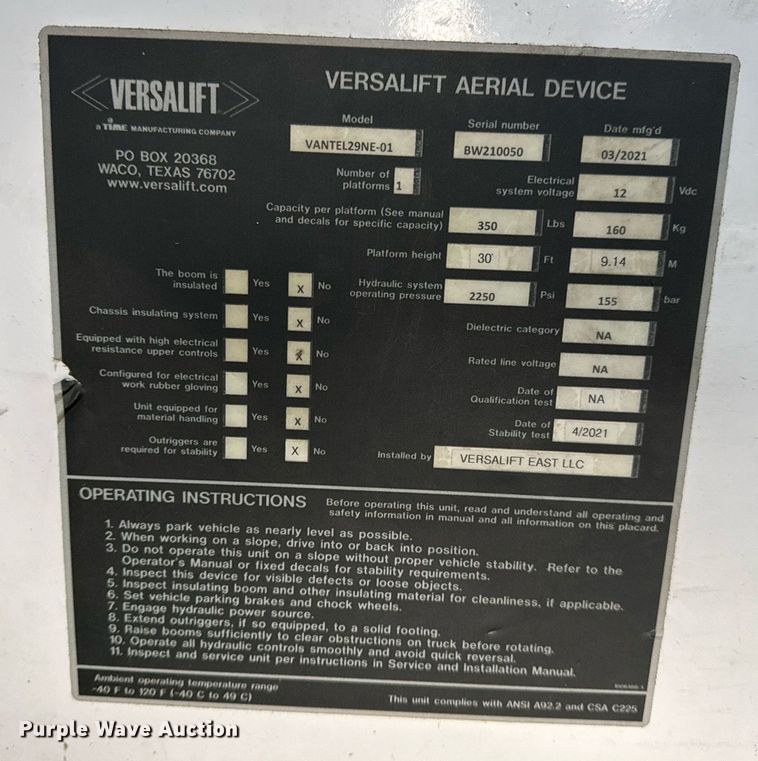 VERSALIFT
a TIME MANUFACTURING COMPANY
PO BOX 20368
WACO, TEXAS 76702
www.versalift.com
VERSALIFT AERIAL DEVICE
Model
VANTEL29NE-01
Serial number
BW210050
Date mfg'd
03/2021
Number of
platforms 1
Electrical
system voltage 12 Vdc
Capacity per platform (See manual
and decals for specific capacity) 350 Lbs 160 Kg
Platform height 30' Ft 9.14 M
Hydraulic system
operating pressure 2250 Psi 155 bar
The boom is
insulated Yes X No
Chassis insulating system Yes X No
Equipped with high electrical
resistance upper controls Yes X No
Configured for electrical
work rubber gloving Yes X No
Unit equipped for
material handling Yes X No
Outriggers are
required for stability Yes X No
Dielectric category NA
Rated line voltage NA
Date of
Qualification test NA
Date of
Stability test 4/2021
Installed by VERSALIFT EAST LLC
OPERATING INSTRUCTIONS
Before operating this unit, read and understand all operating and
safety information in manual and all information on this placard.
1. Always park vehicle as nearly level as possible.
2. When working on a slope, drive into or back into position.
3. Do not operate this unit on a slope without proper vehicle stability. Refer to the
Operator's Manual or fixed decals for stability requirements.
4. Inspect this device for visible defects or loose objects.
5. Inspect insulating boom and other insulating material for cleanliness, if applicable.
6. Set vehicle parking brakes and chock wheels.
7. Engage hydraulic power source.
8. Extend outriggers, if so equipped, to a solid footing.
9. Raise booms sufficiently to clear obstructions on truck before rotating.
10. Operate all hydraulic controls smoothly and avoid quick reversal.
11. Inspect and service unit per instructions in Service and Installation Manual.
Ambient operating temperature range
-40 F to 120 F (-40 C to 49 C)
This unit complies with ANSI A92.2 and CSA C225
Purple Wave Auction